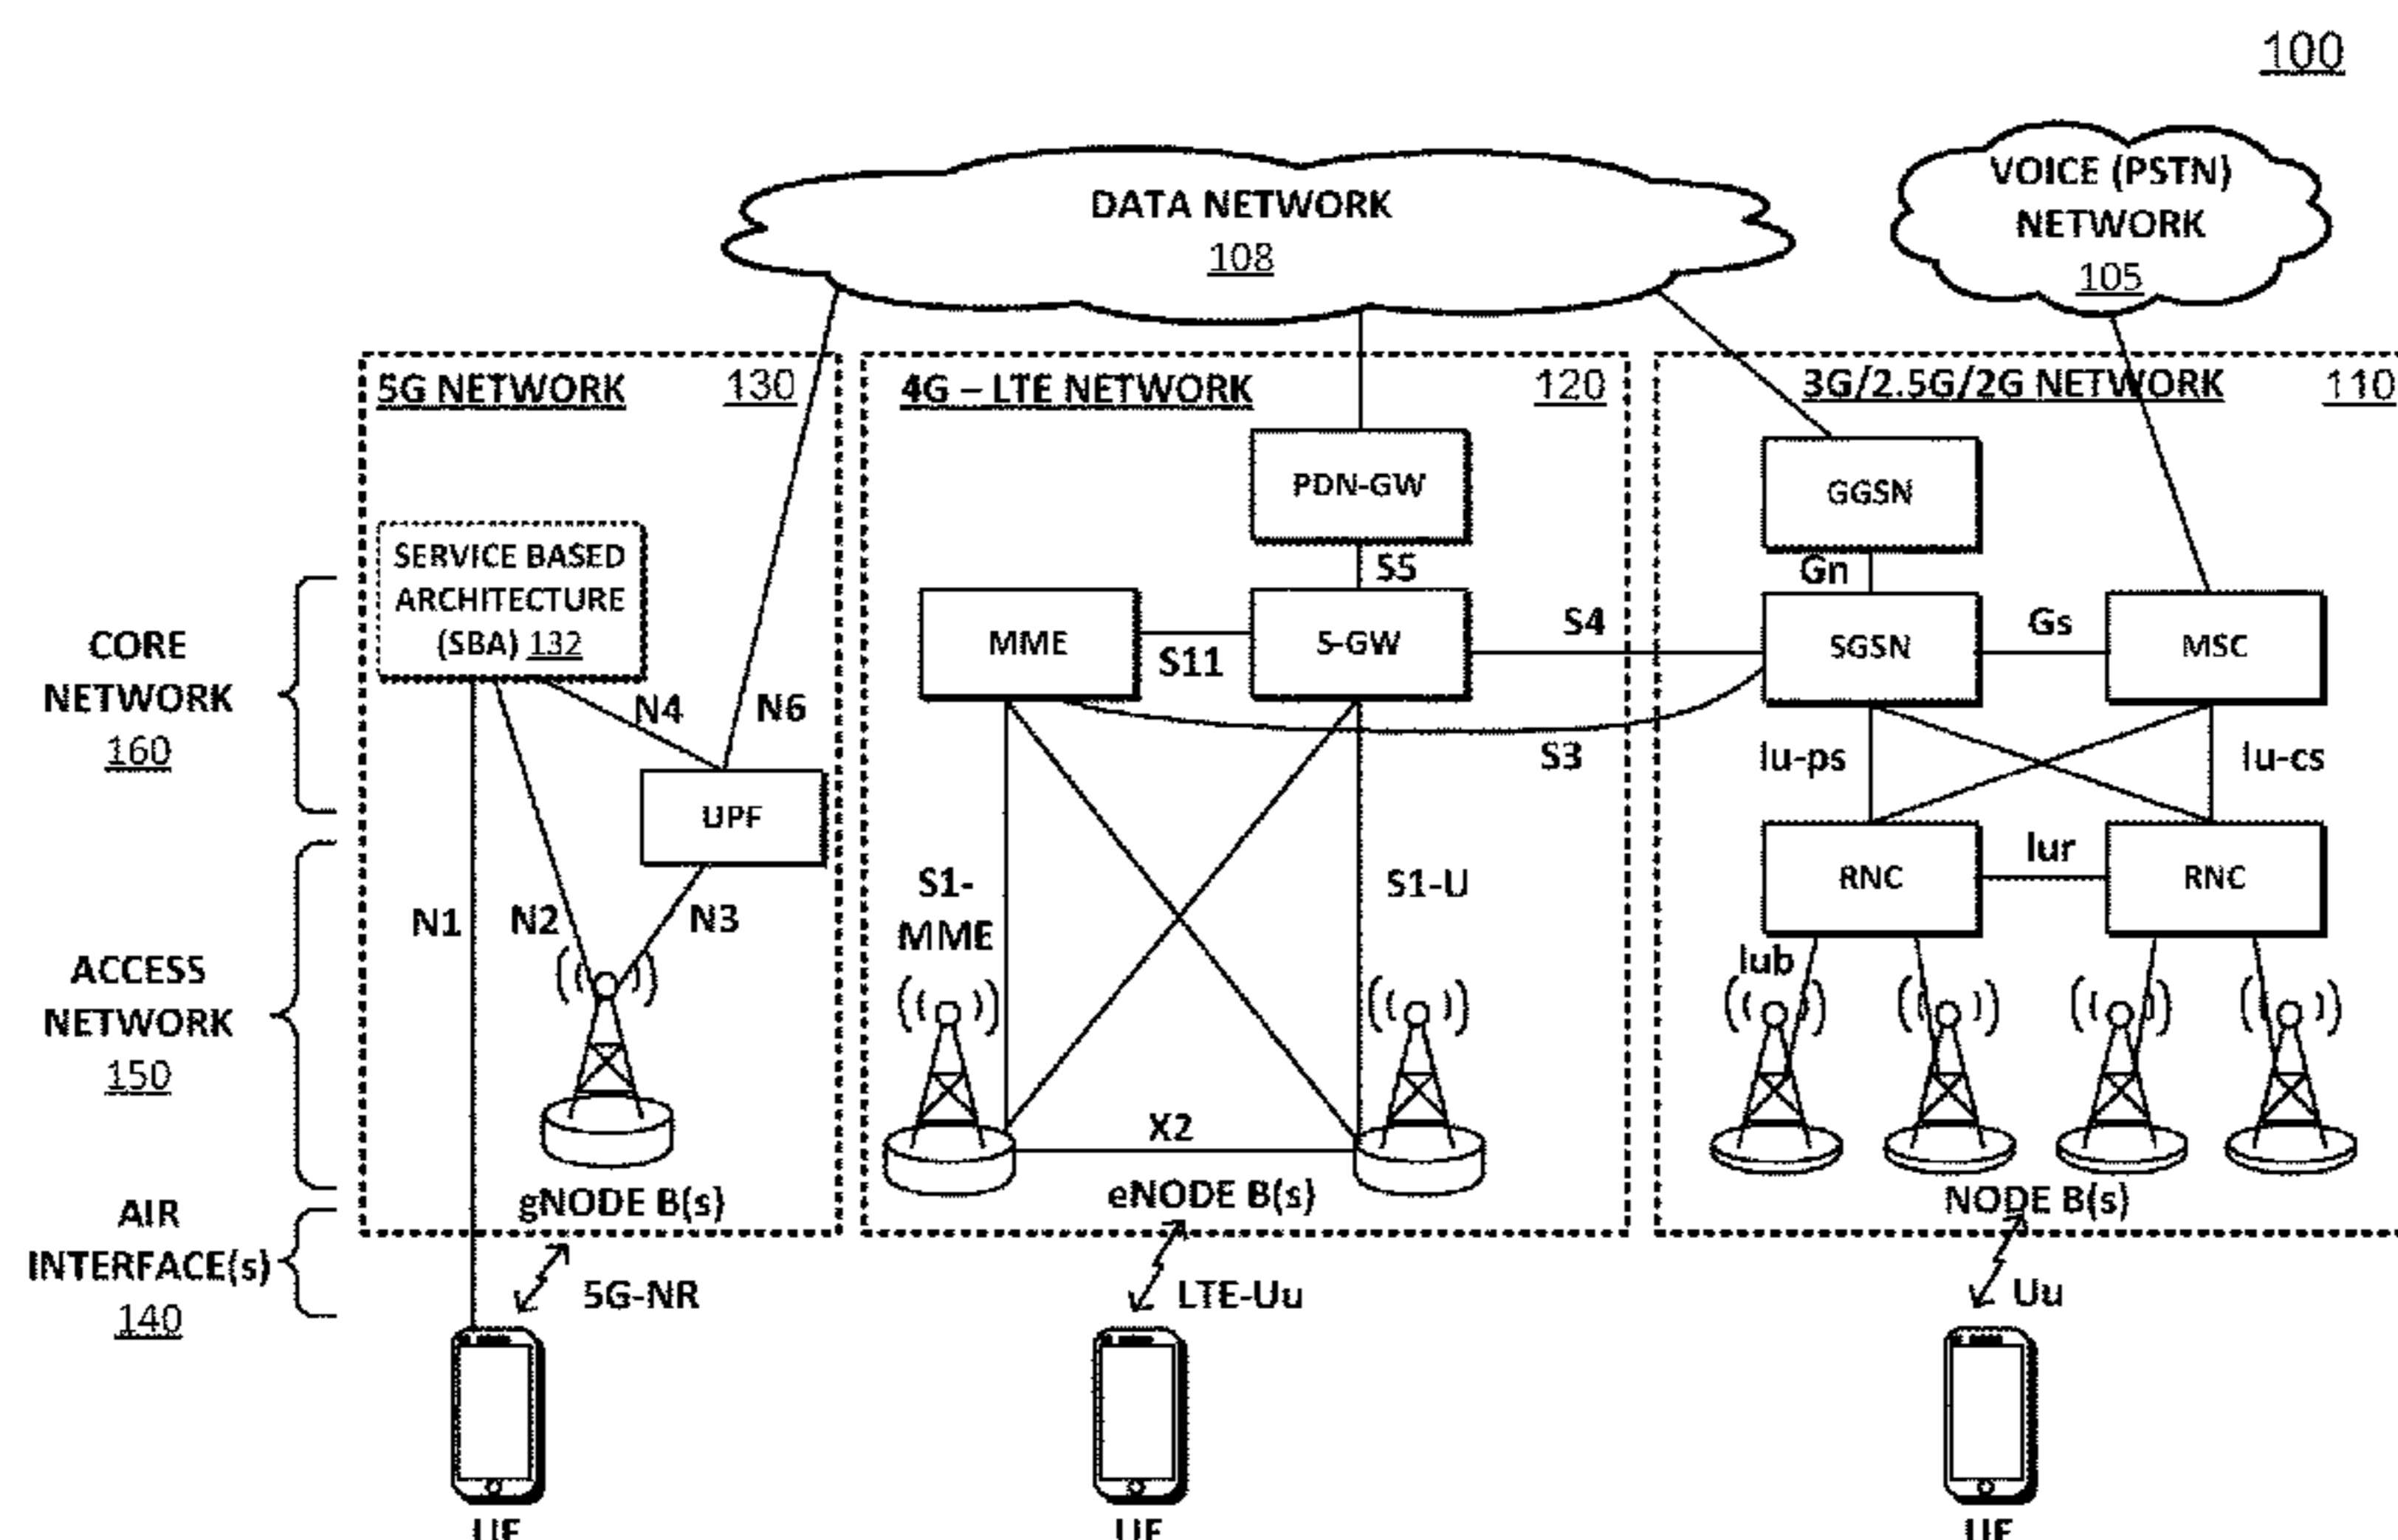 100
DATA NETWORK
108
VOICE (PSTN)
NETWORK
105
5G NETWORK
130
4G – LTE NETWORK
120
3G/2.5G/2G NETWORK
110
PDN-GW
GGSN
SERVICE BASED
ARCHITECTURE
(SBA) 132
S5
Gn
MME
S11
S-GW
S4
SGSN
Gs
MSC
CORE
NETWORK
160
N4
N6
S3
Iu-ps
Iu-cs
UPF
RNC
Iur
RNC
N1
N2
N3
S1-
MME
S1-U
Iub
ACCESS
NETWORK
150
X2
gNODE B(s)
eNODE B(s)
NODE B(s)
AIR
INTERFACE(s)
140
5G-NR
LTE-Uu
Uu
UE
UE
UE